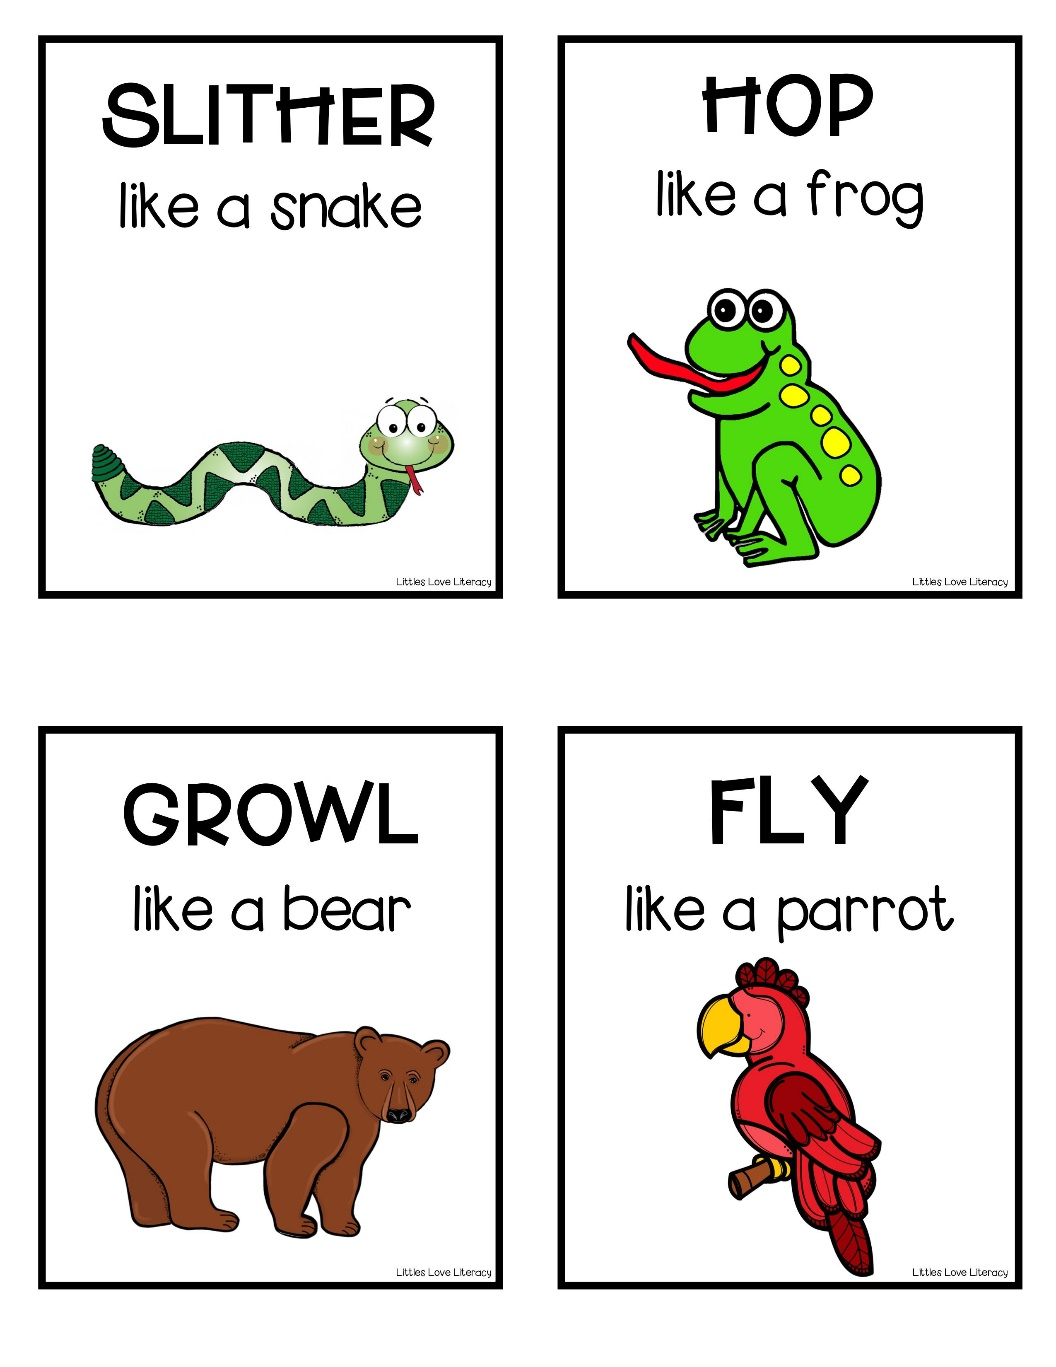 SLITHER
like a snake
Littles Love Literacy
HOP
like a frog
Littles Love Literacy
GROWL
like a bear
Littles Love Literacy
FLY
like a parrot
Littles Love Literacy